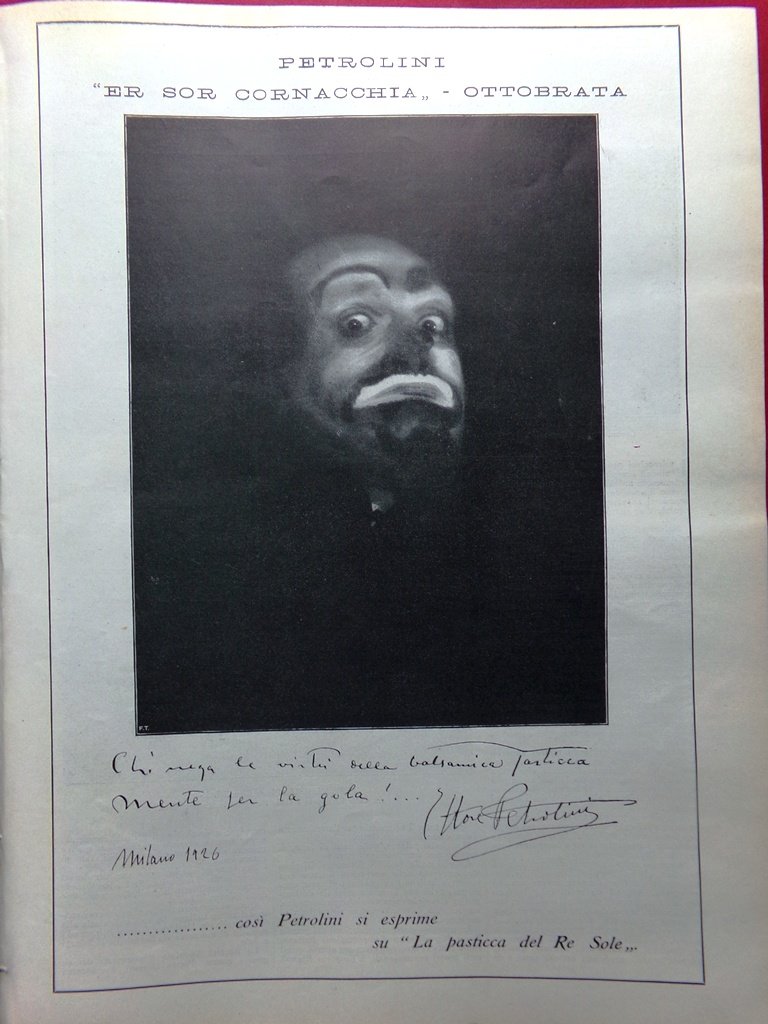 PETROLINI
“ER SOR CORNACCHIA„ - OTTOBRATA
F.T.
Chi nega le virtù della balsamica pasticca
mente per la gola!... Ettore Petrolini
Milano 1926
.................. così Petrolini si esprime
su “La pasticca del Re Sole„.